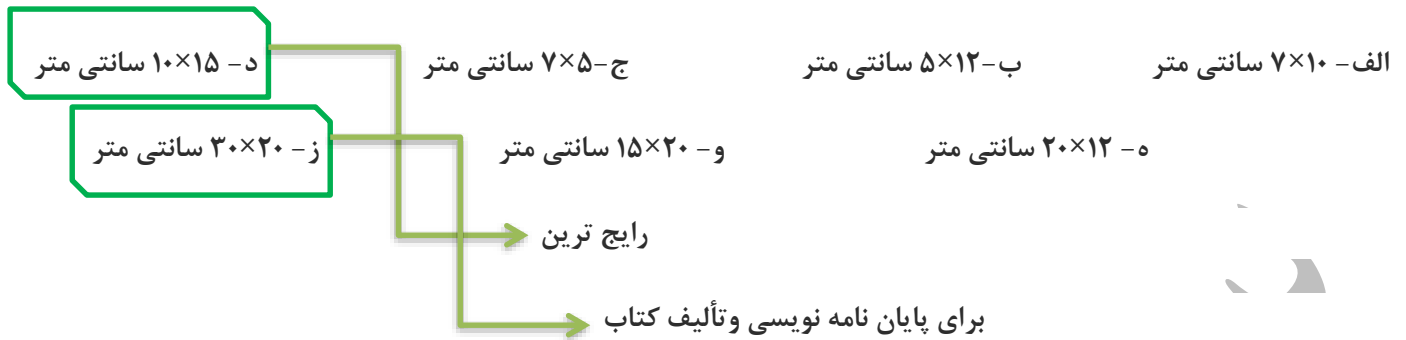 الف- ۱۰×۷ سانتی متر ب-۱۲×۵ سانتی متر ج-۵×۷ سانتی متر د- ۱۵×۱۰ سانتی متر
ه- ۱۲×۲۰ سانتی متر و- ۲۰×۱۵ سانتی متر ز- ۲۰×۳۰ سانتی متر
رایج ترین
برای پایان نامه نویسی وتألیف کتاب